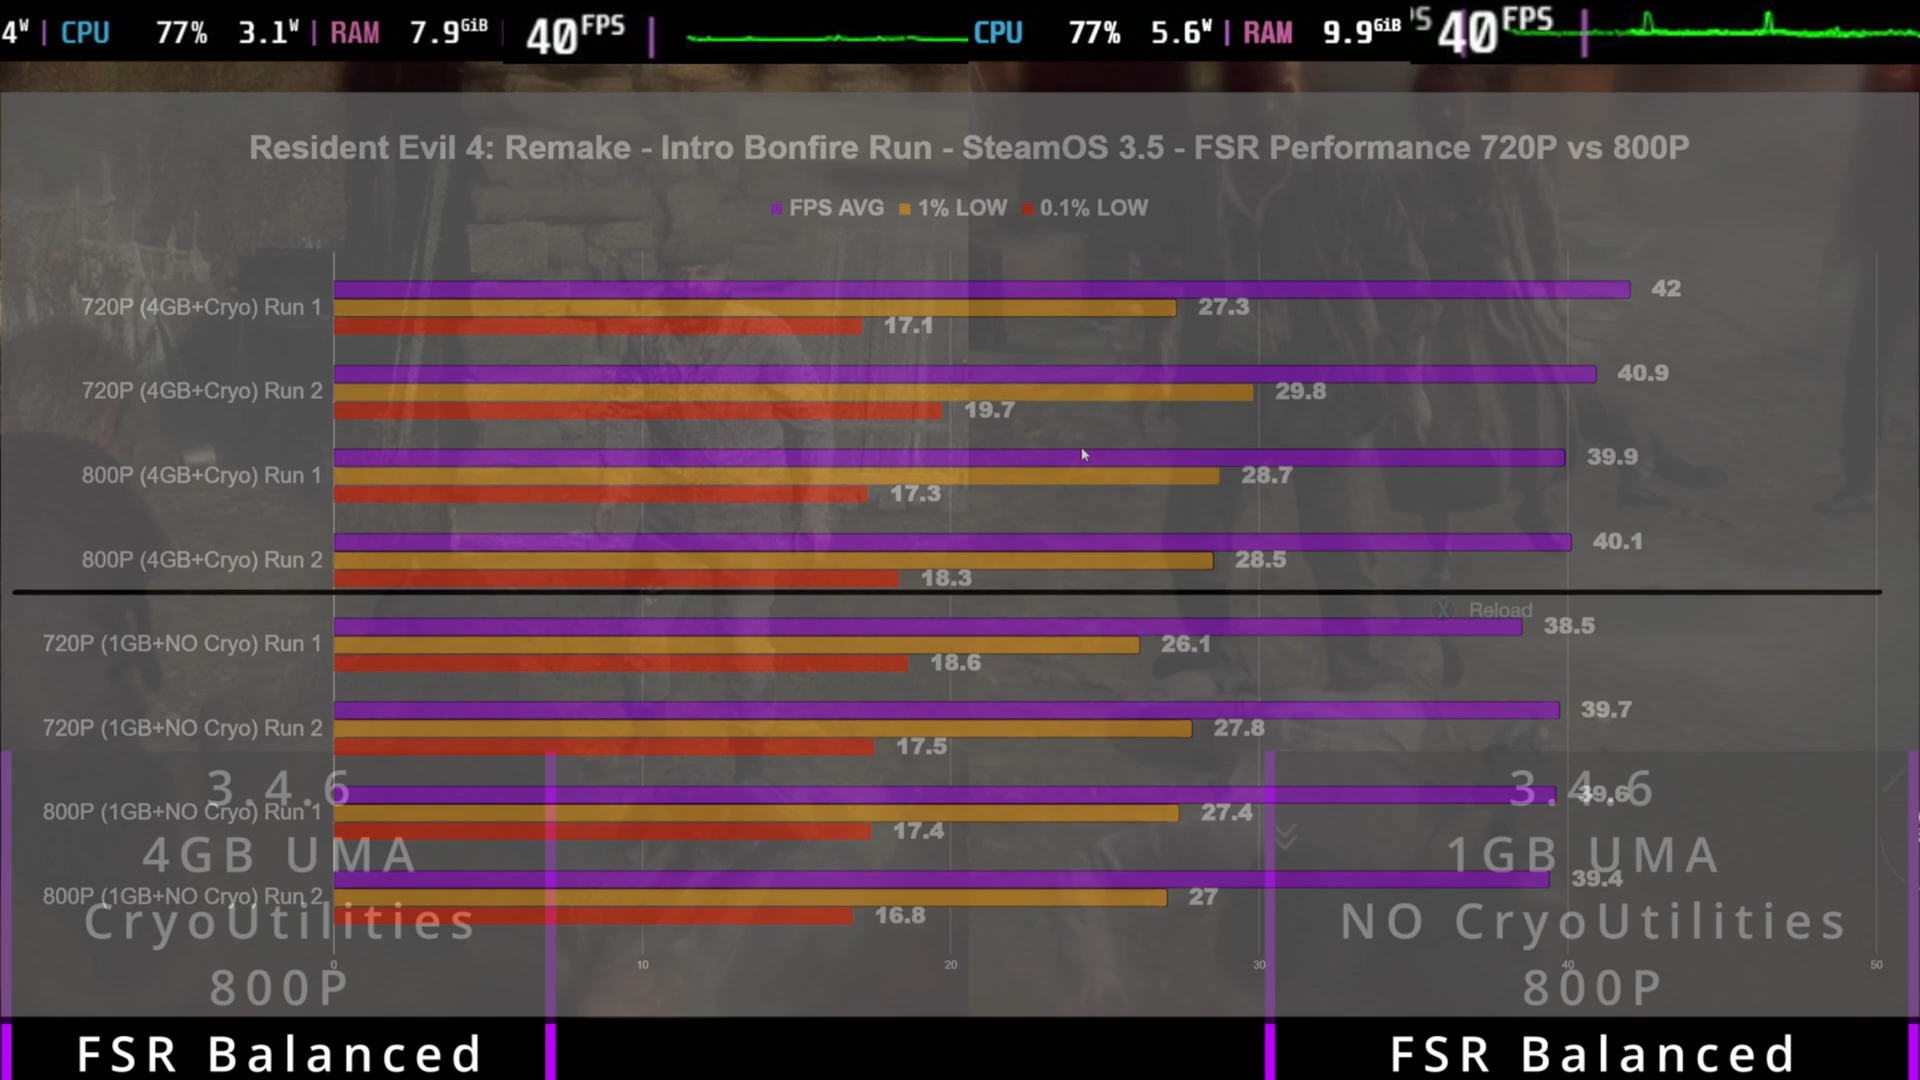 4W | CPU 77% 3.1W | RAM 7.9GiB 40FPS CPU 77% 5.6W | RAM 9.9GiB PS 40FPS
Resident Evil 4: Remake - Intro Bonfire Run - SteamOS 3.5 - FSR Performance 720P vs 800P
FPS AVG 1% LOW 0.1% LOW
42
720P (4GB+Cryo) Run 1 27.3
17.1
40.9
720P (4GB+Cryo) Run 2 29.8
19.7
39.9
800P (4GB+Cryo) Run 1 28.7
17.3
40.1
800P (4GB+Cryo) Run 2 28.5
18.3
X Reload
38.5
720P (1GB+NO Cryo) Run 1 26.1
18.6
39.7
720P (1GB+NO Cryo) Run 2 27.8
17.5
39.6
800P (1GB+NO Cryo) Run 1 27.4
17.4
39.4
800P (1GB+NO Cryo) Run 2 27
16.8
0 10 20 30 40 50
3.4.6
4GB UMA
CryoUtilities
800P
FSR Balanced
3.4.6
1GB UMA
NO CryoUtilities
800P
FSR Balanced